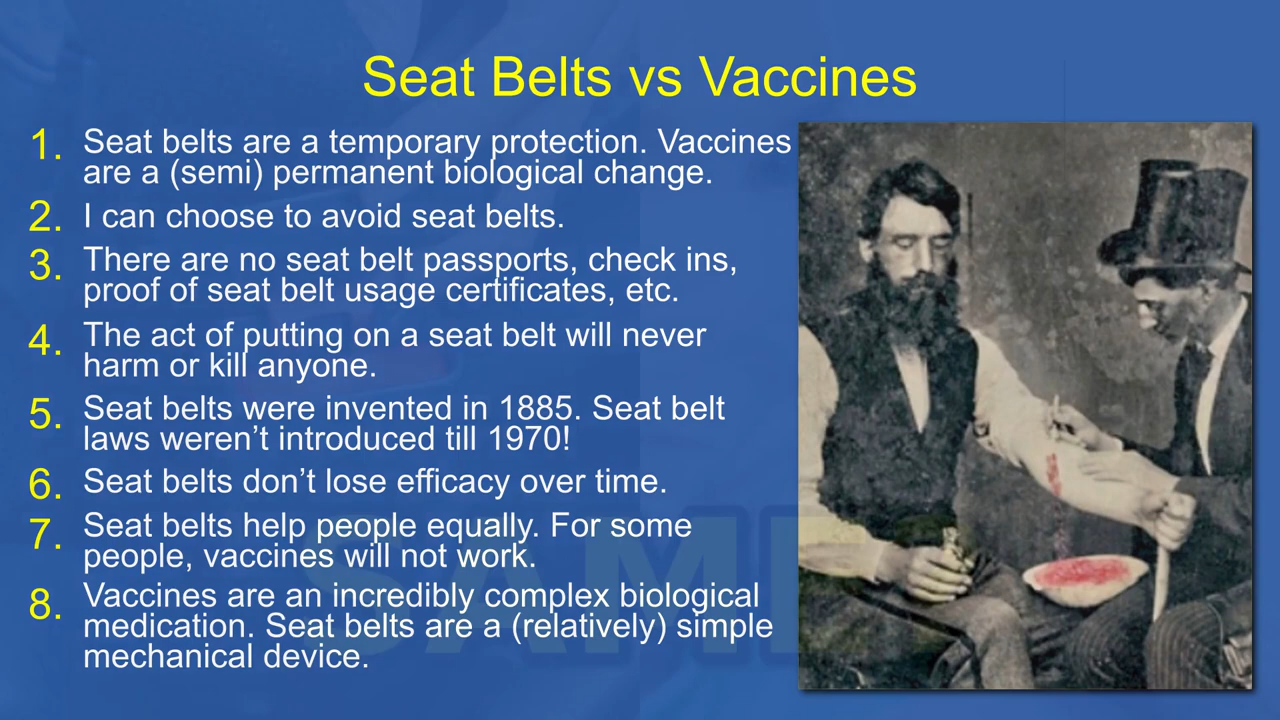 Seat Belts vs Vaccines
1. Seat belts are a temporary protection. Vaccines
are a (semi) permanent biological change.
2. I can choose to avoid seat belts.
3. There are no seat belt passports, check ins,
proof of seat belt usage certificates, etc.
4. The act of putting on a seat belt will never
harm or kill anyone.
5. Seat belts were invented in 1885. Seat belt
laws weren’t introduced till 1970!
6. Seat belts don’t lose efficacy over time.
7. Seat belts help people equally. For some
people, vaccines will not work.
8. Vaccines are an incredibly complex biological
medication. Seat belts are a (relatively) simple
mechanical device.